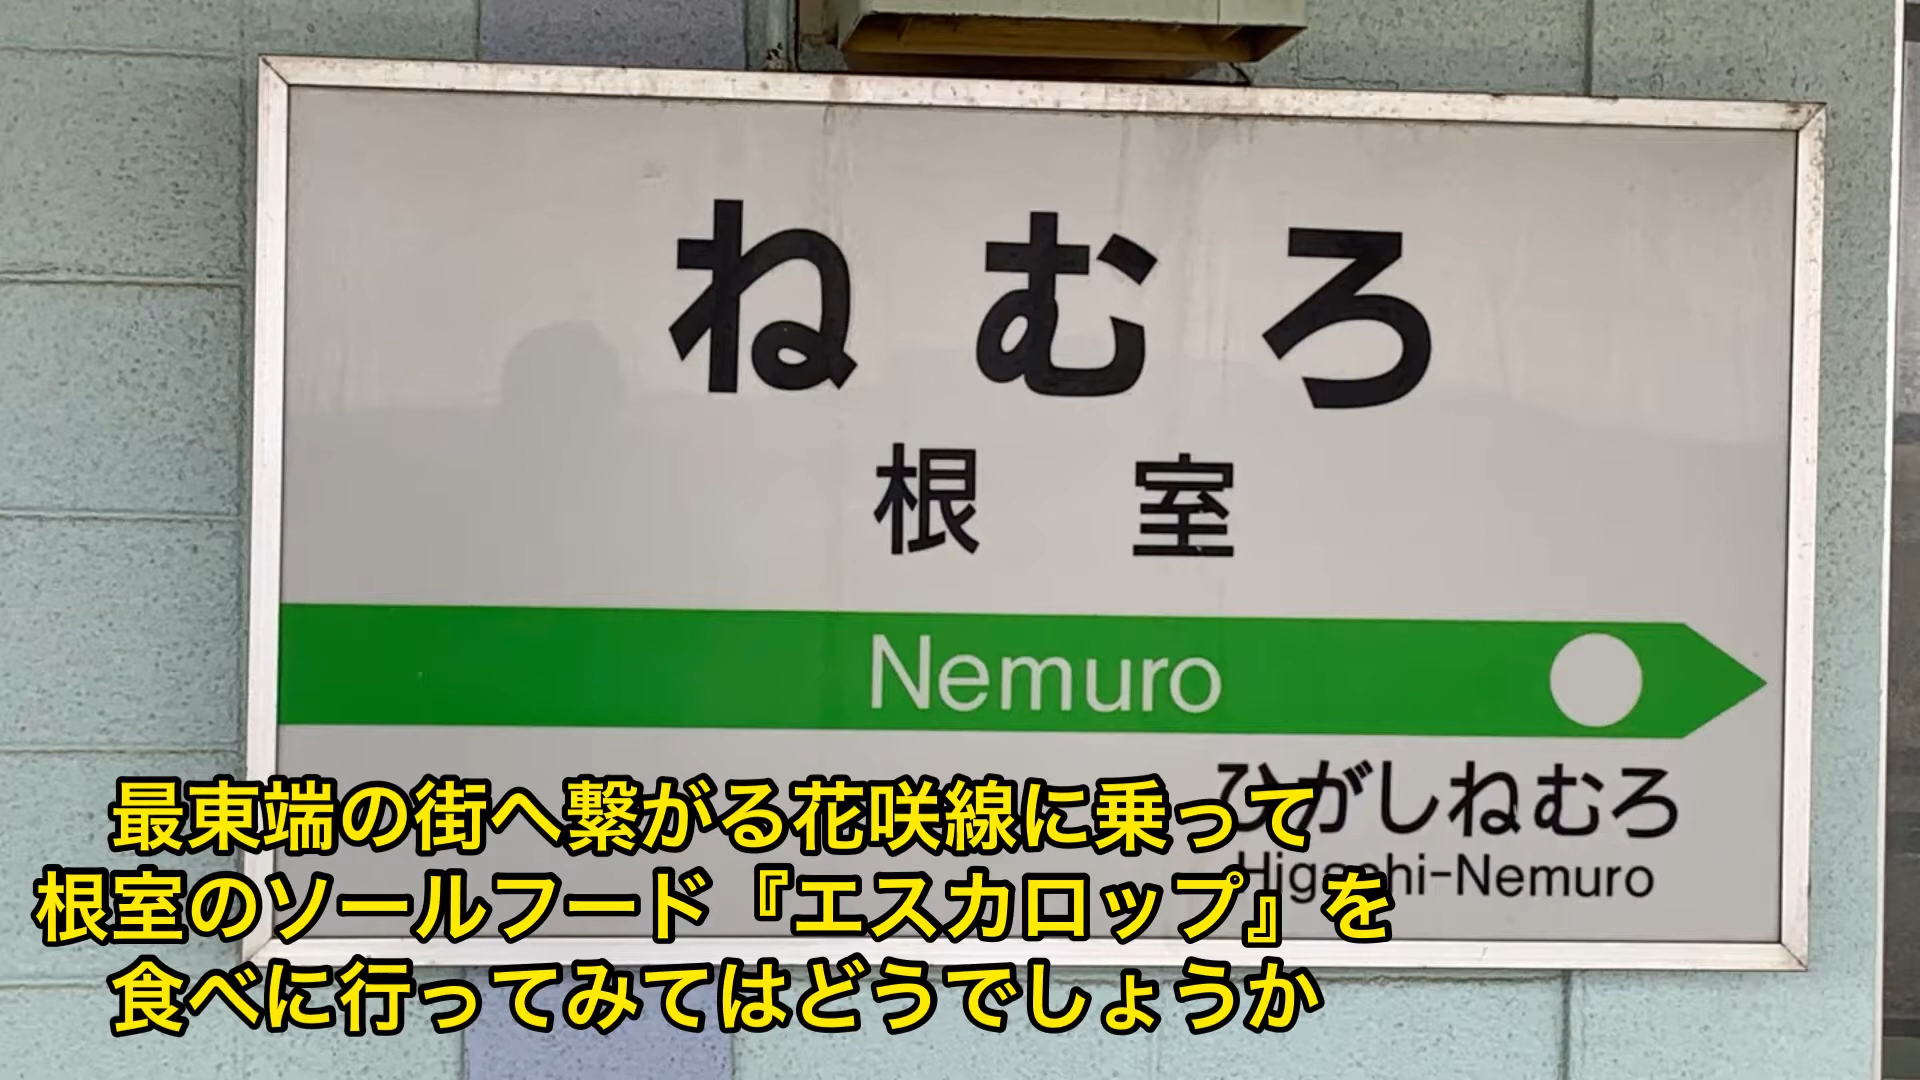 ねむろ
根室
Nemuro
ひがしねむろ
Higashi-Nemuro
最東端の街へ繋がる花咲線に乗って
根室のソールフード『エスカロップ』を
食べに行ってみてはどうでしょうか